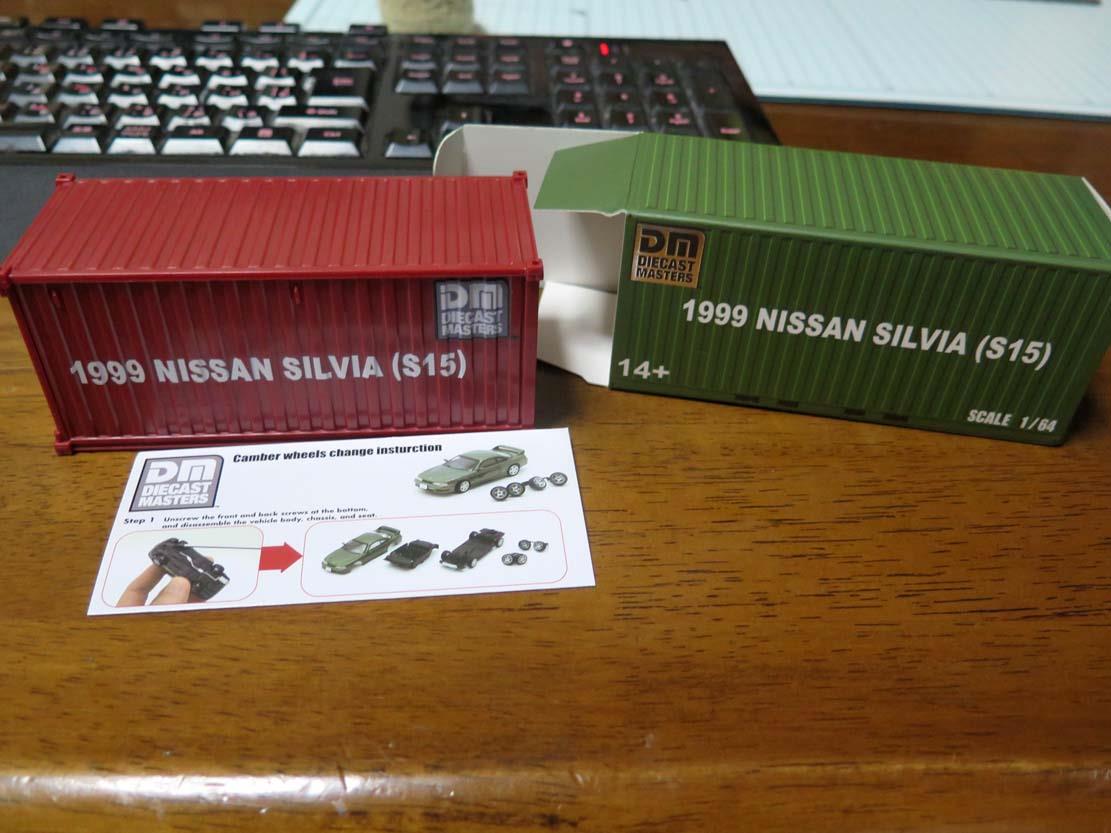 DM
DIECAST
MASTERS
1999 NISSAN SILVIA (S15)
DM
DIECAST
MASTERS
1999 NISSAN SILVIA (S15)
14+
SCALE 1/64
DM
DIECAST
MASTERS
Camber wheels change insturction
Step 1 Unscrew the front and back screws at the bottom,
and disassemble the vehicle body, chassis, and seat.